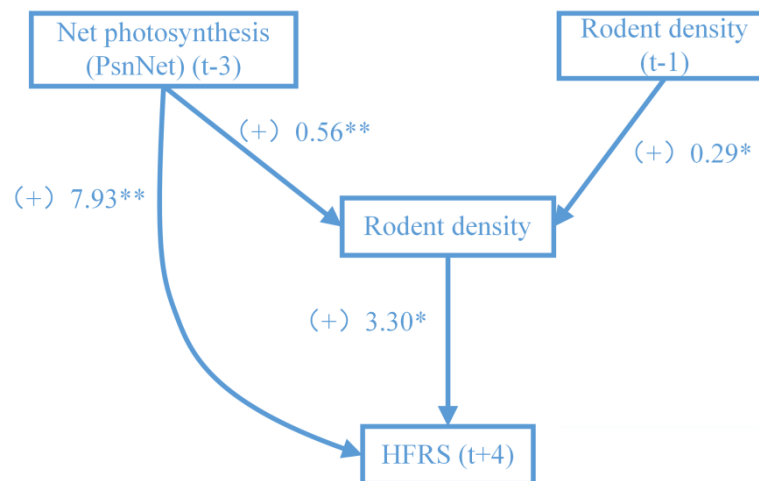 Net photosynthesis
(PsnNet) (t-3)
Rodent density
(t-1)
（+）0.56**
（+）0.29*
（+）7.93**
Rodent density
（+）3.30*
HFRS (t+4)